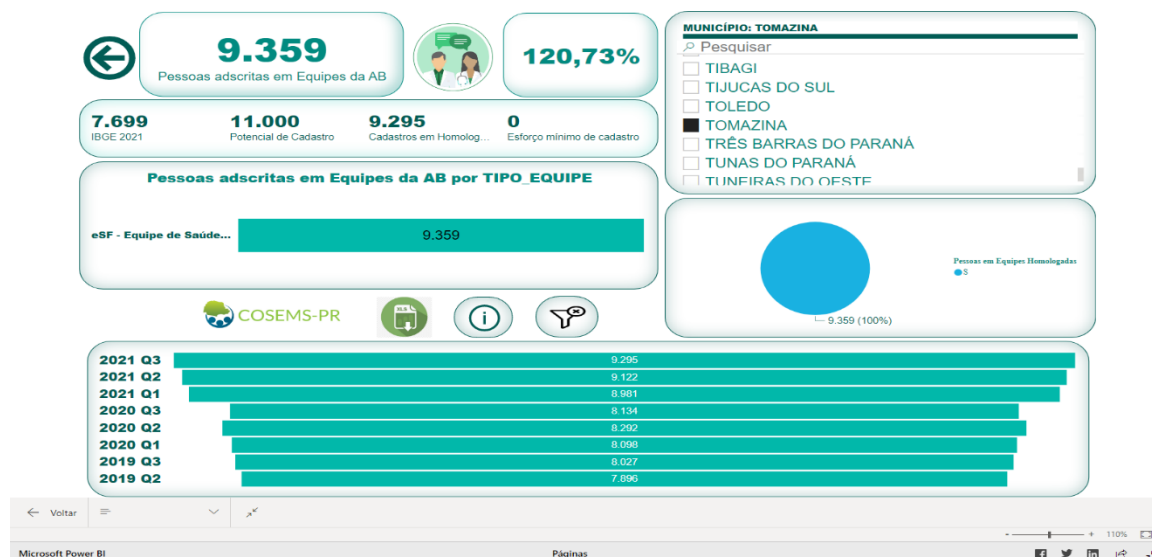 9.359
Pessoas adscritas em Equipes da AB
120,73%
7.699
IBGE 2021
11.000
Potencial de Cadastro
9.295
Cadastros em Homolog...
0
Esforço mínimo de cadastro
MUNICÍPIO: TOMAZINA
Pesquisar
TIBAGI
TIJUCAS DO SUL
TOLEDO
TOMAZINA
TRÊS BARRAS DO PARANÁ
TUNAS DO PARANÁ
TUNEIRAS DO OESTE
Pessoas adscritas em Equipes da AB por TIPO_EQUIPE
eSF - Equipe de Saúde...
9.359
Pessoas em Equipes Homologadas
S
9.359 (100%)
COSEMS-PR
XLS
i
2021 Q3 9.295
2021 Q2 9.122
2021 Q1 8.981
2020 Q3 8.134
2020 Q2 8.292
2020 Q1 8.098
2019 Q3 8.027
2019 Q2 7.896
Voltar
- + 110%
Microsoft Power BI
Páginas